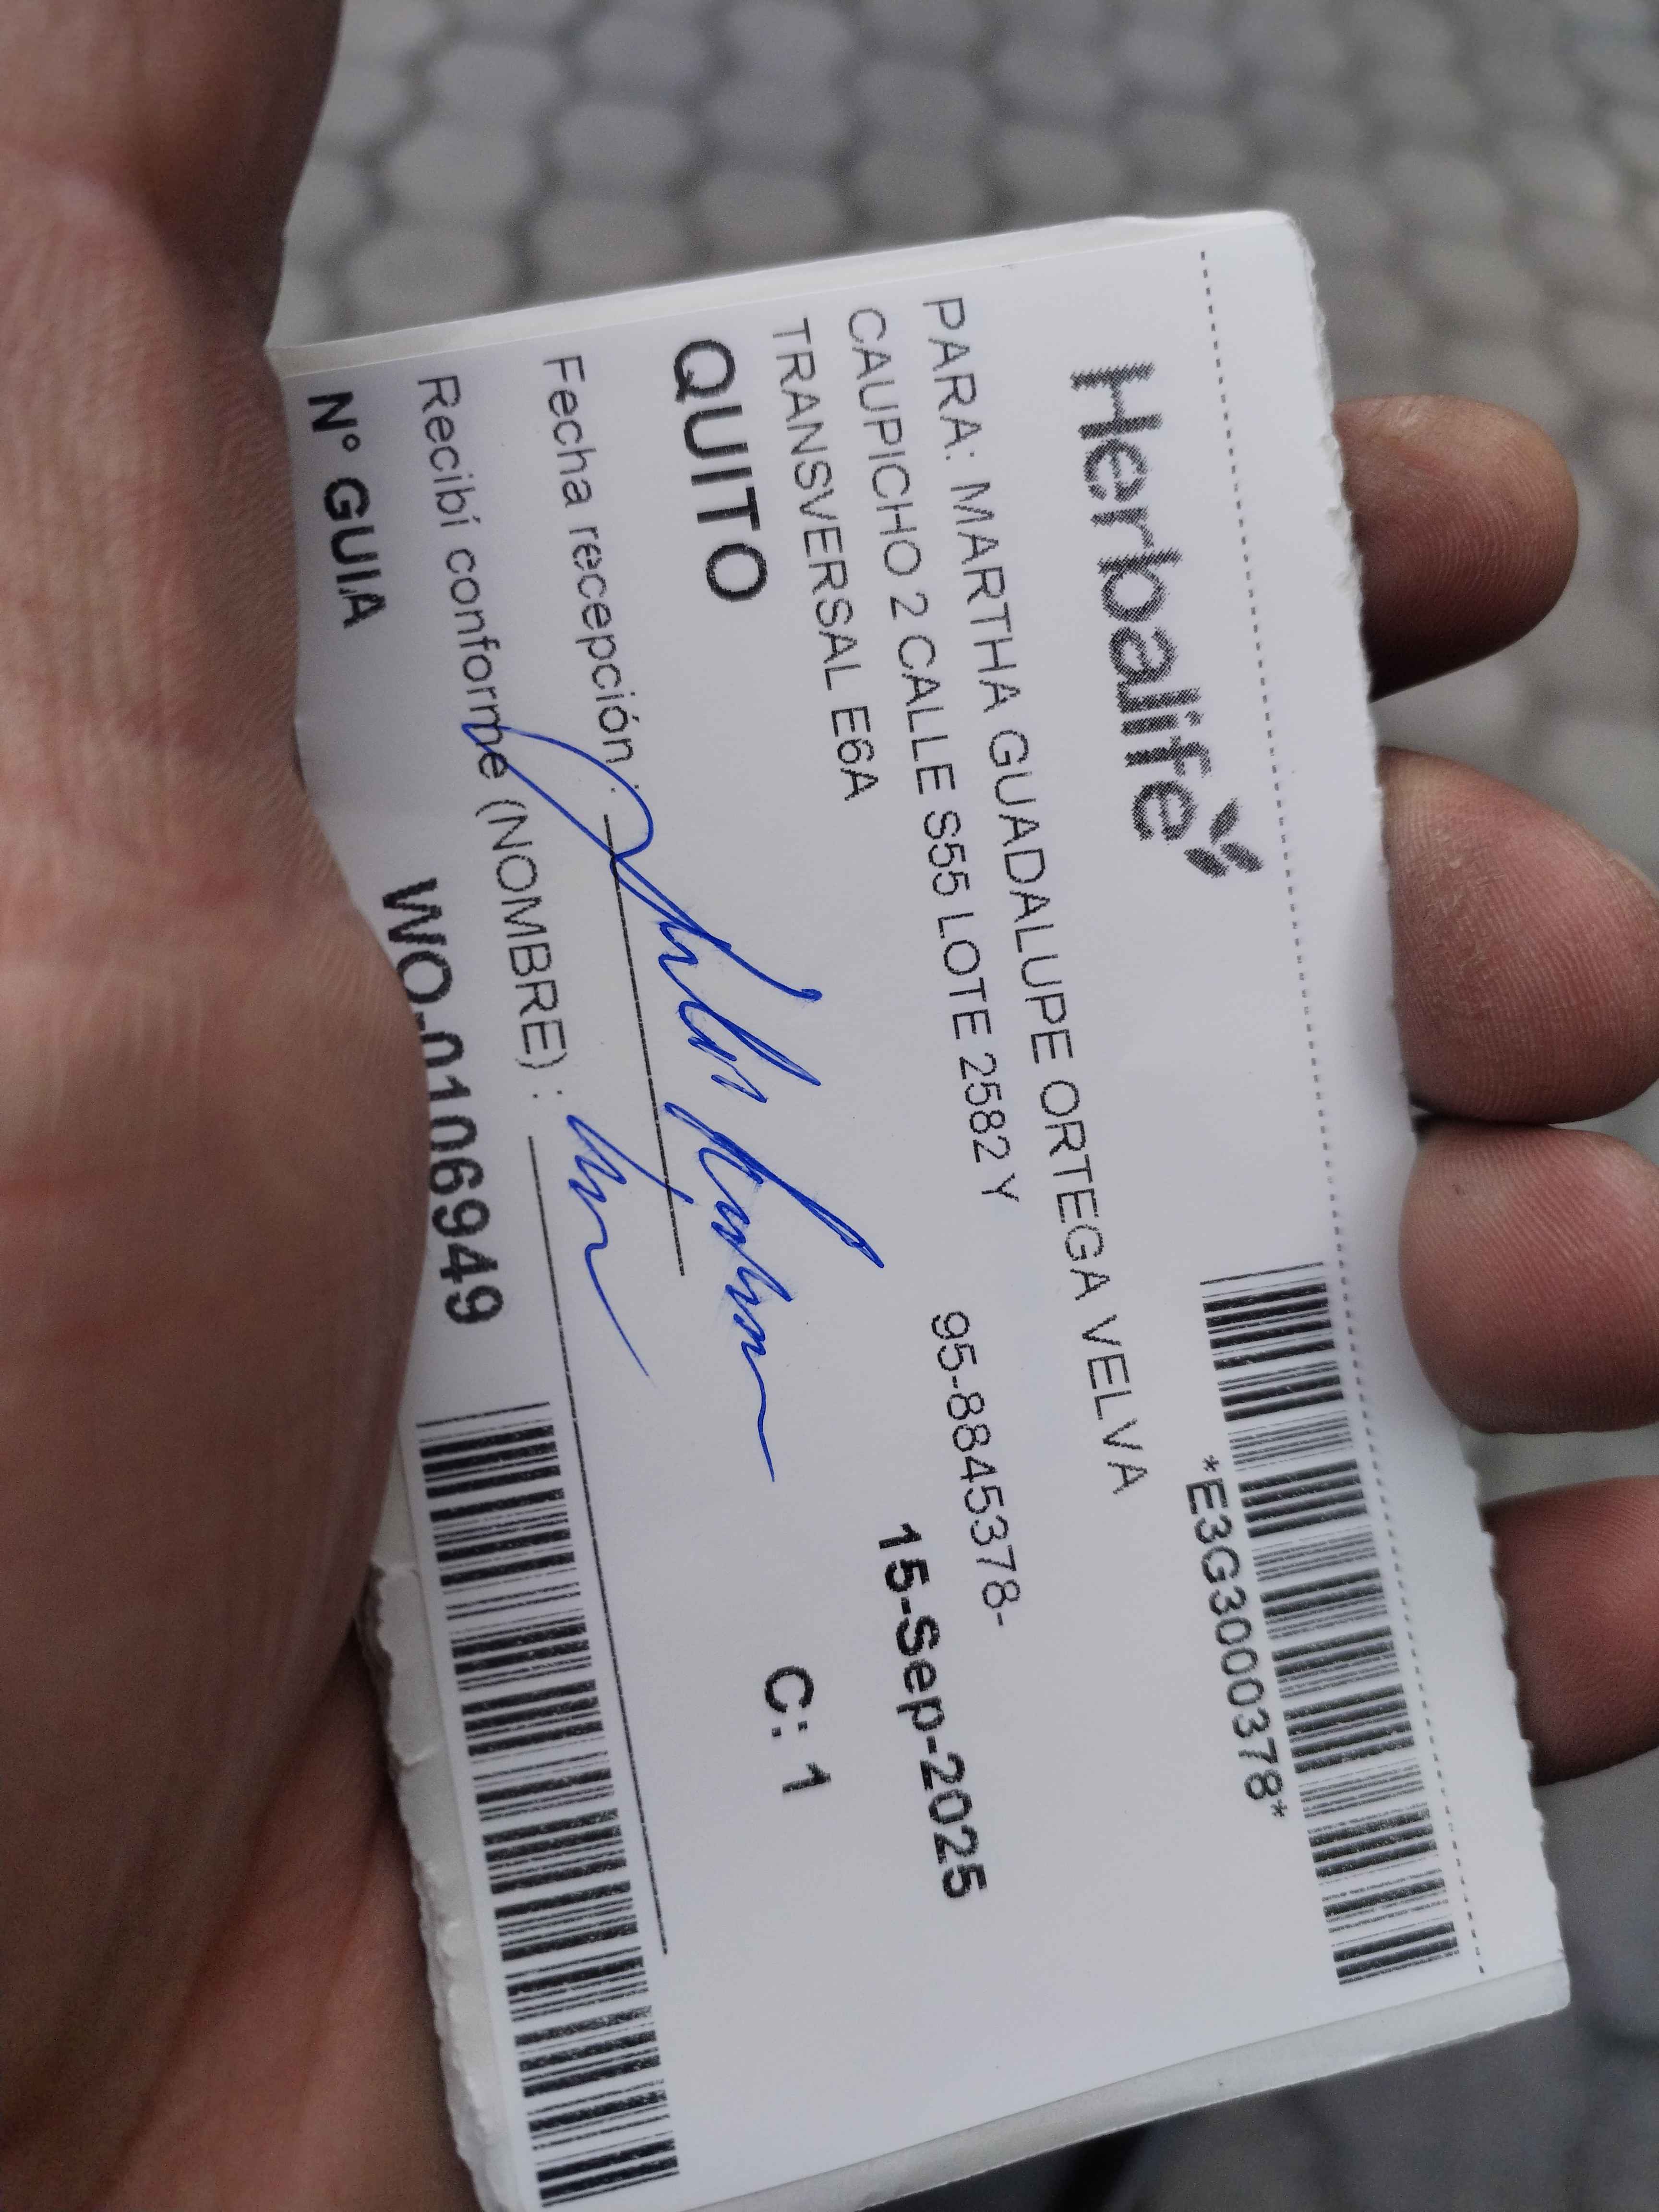 Herbalife
*E3G300378*
PARA: MARTHA GUADALUPE ORTEGA VELVA
CAUPICHO 2 CALLE S55 LOTE 2582 Y
95-8845378-
TRANSVERSAL E6A
15-Sep-2025
QUITO
C: 1
Fecha recepción :
Recibí conforme (NOMBRE) :
N° GUIA
WO-0106949